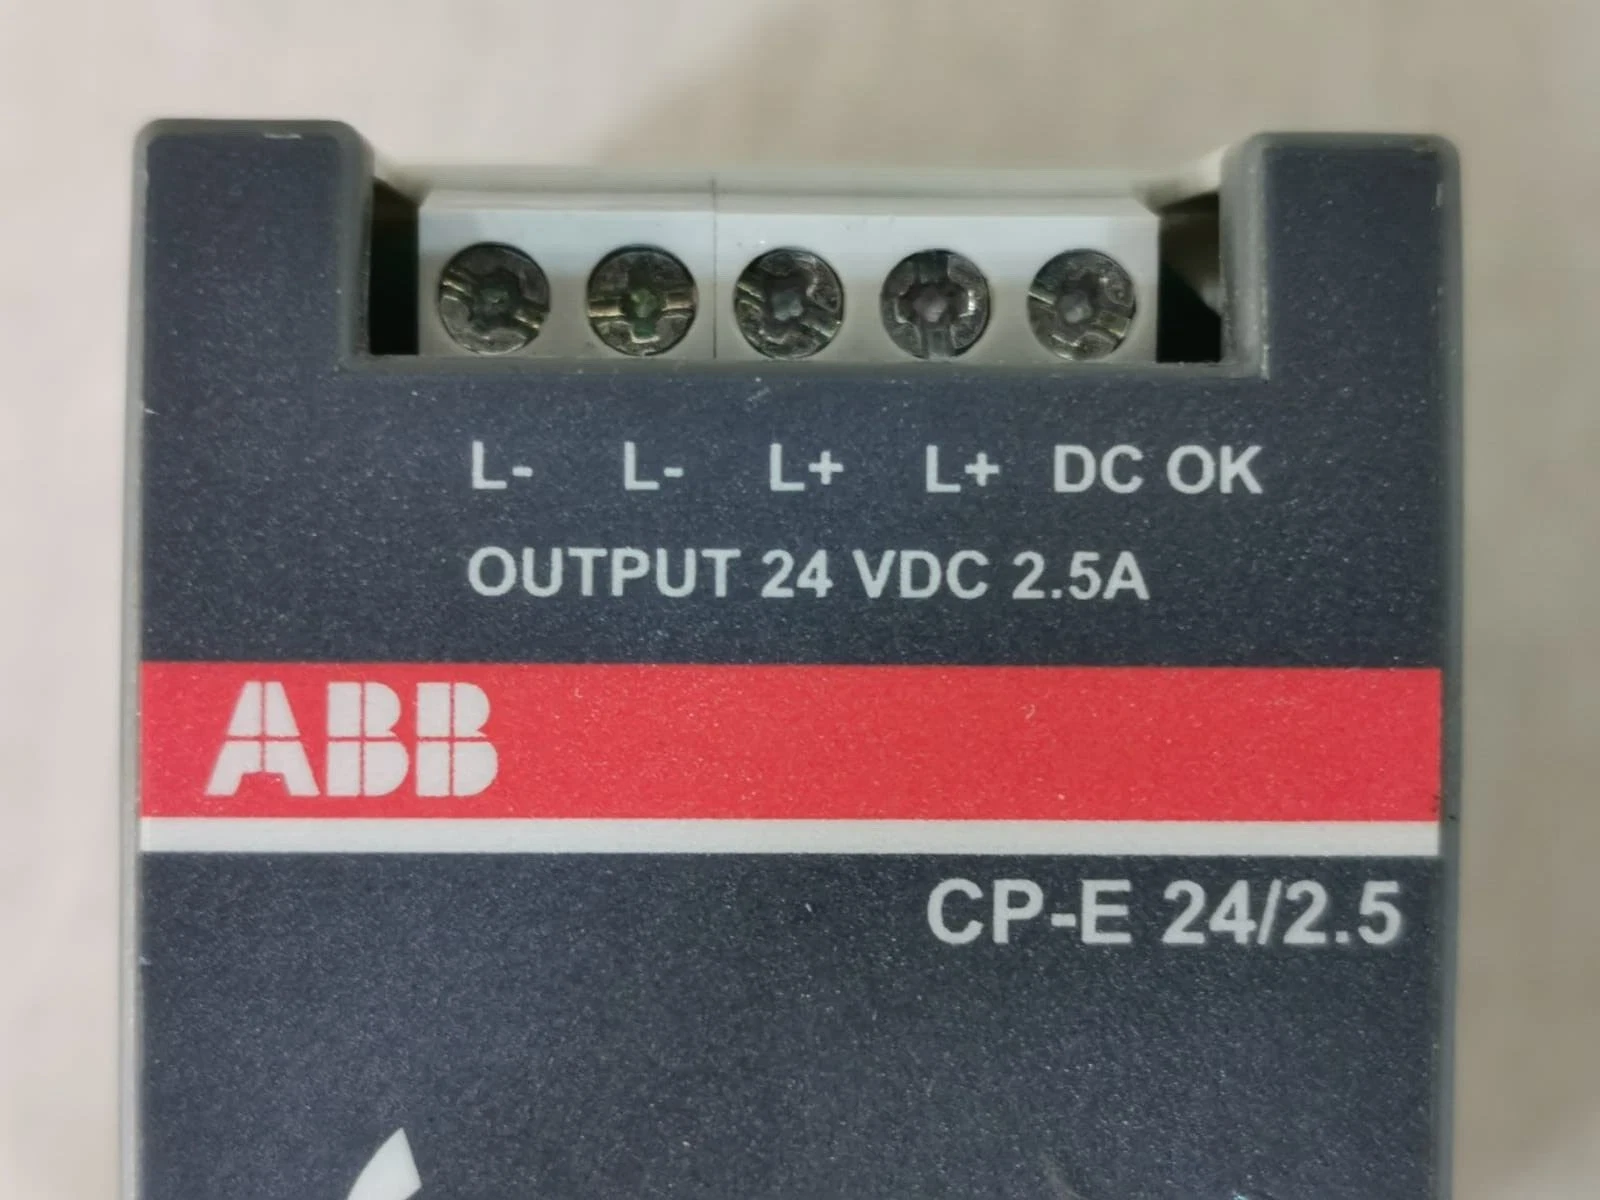 L- L- L+ L+ DC OK
OUTPUT 24 VDC 2.5A
ABB
CP-E 24/2.5